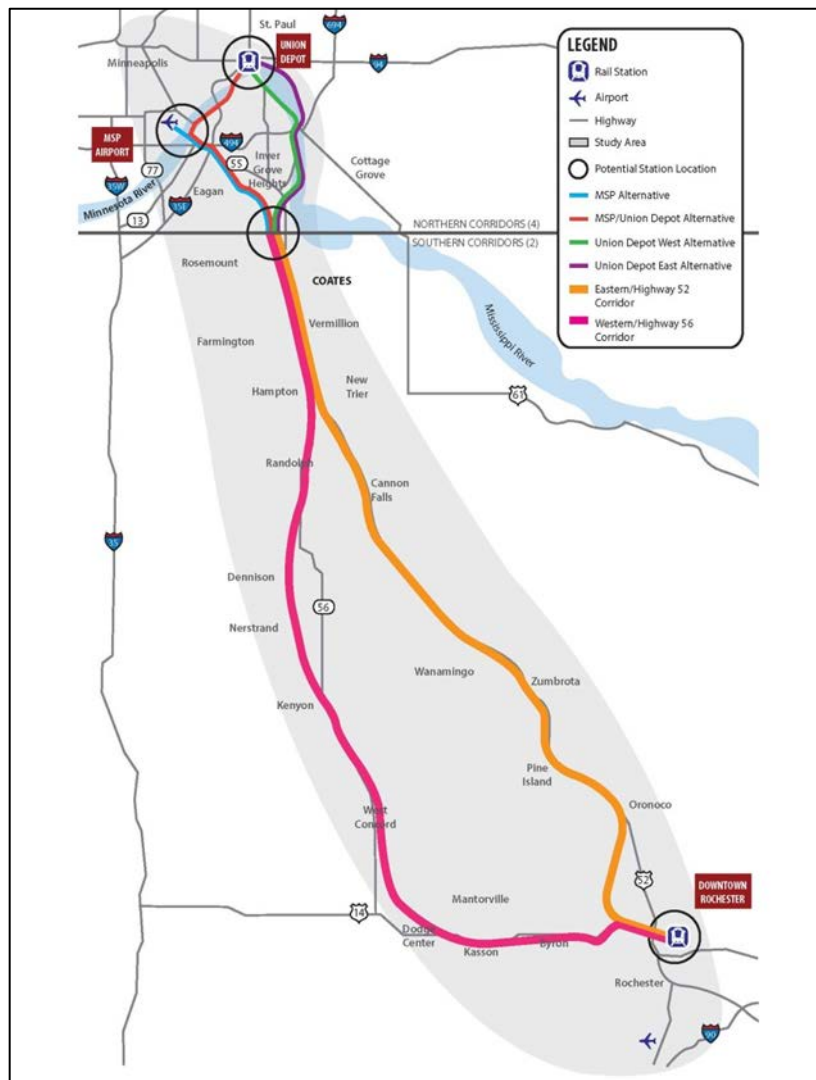 St. Paul
694
UNION
DEPOT
Minneapolis
94
MSP
AIRPORT
494
77
55
Inver
Grove
Heights
Cottage
Grove
35W
Eagan
Minnesota River
35E
13
NORTHERN CORRIDORS (4)
SOUTHERN CORRIDORS (2)
Rosemount
COATES
Vermillion
Farmington
Mississippi River
Hampton
New
Trier
61
Randolph
Cannon
Falls
35
Dennison
56
Nerstrand
Wanamingo
Zumbrota
Kenyon
Pine
Island
Oronoco
West
Concord
52
DOWNTOWN
ROCHESTER
Mantorville
14
Dodge
Center
Kasson
Byron
Rochester
90
LEGEND
Rail Station
Airport
Highway
Study Area
Potential Station Location
MSP Alternative
MSP/Union Depot Alternative
Union Depot West Alternative
Union Depot East Alternative
Eastern/Highway 52
Corridor
Western/Highway 56
Corridor